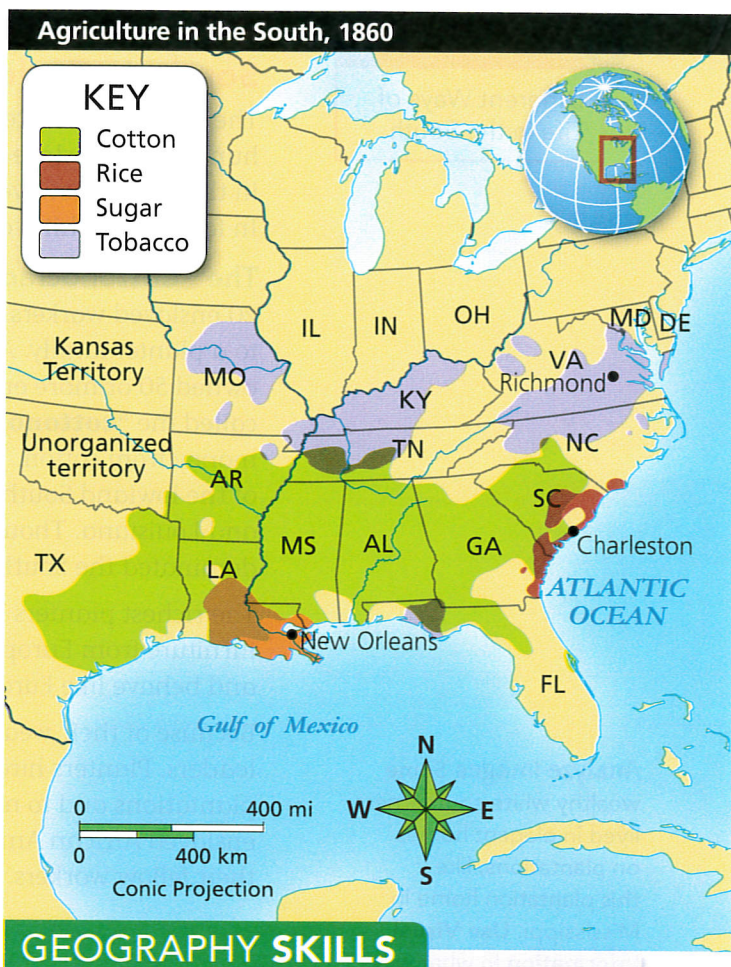 Agriculture in the South, 1860
KEY
Cotton
Rice
Sugar
Tobacco
IL
IN
OH
MD
DE
Kansas
Territory
MO
VA
Richmond
KY
Unorganized
territory
TN
NC
AR
SC
TX
LA
MS
AL
GA
Charleston
ATLANTIC
OCEAN
New Orleans
FL
Gulf of Mexico
N
W
E
S
0
400 mi
0
400 km
Conic Projection
GEOGRAPHY SKILLS